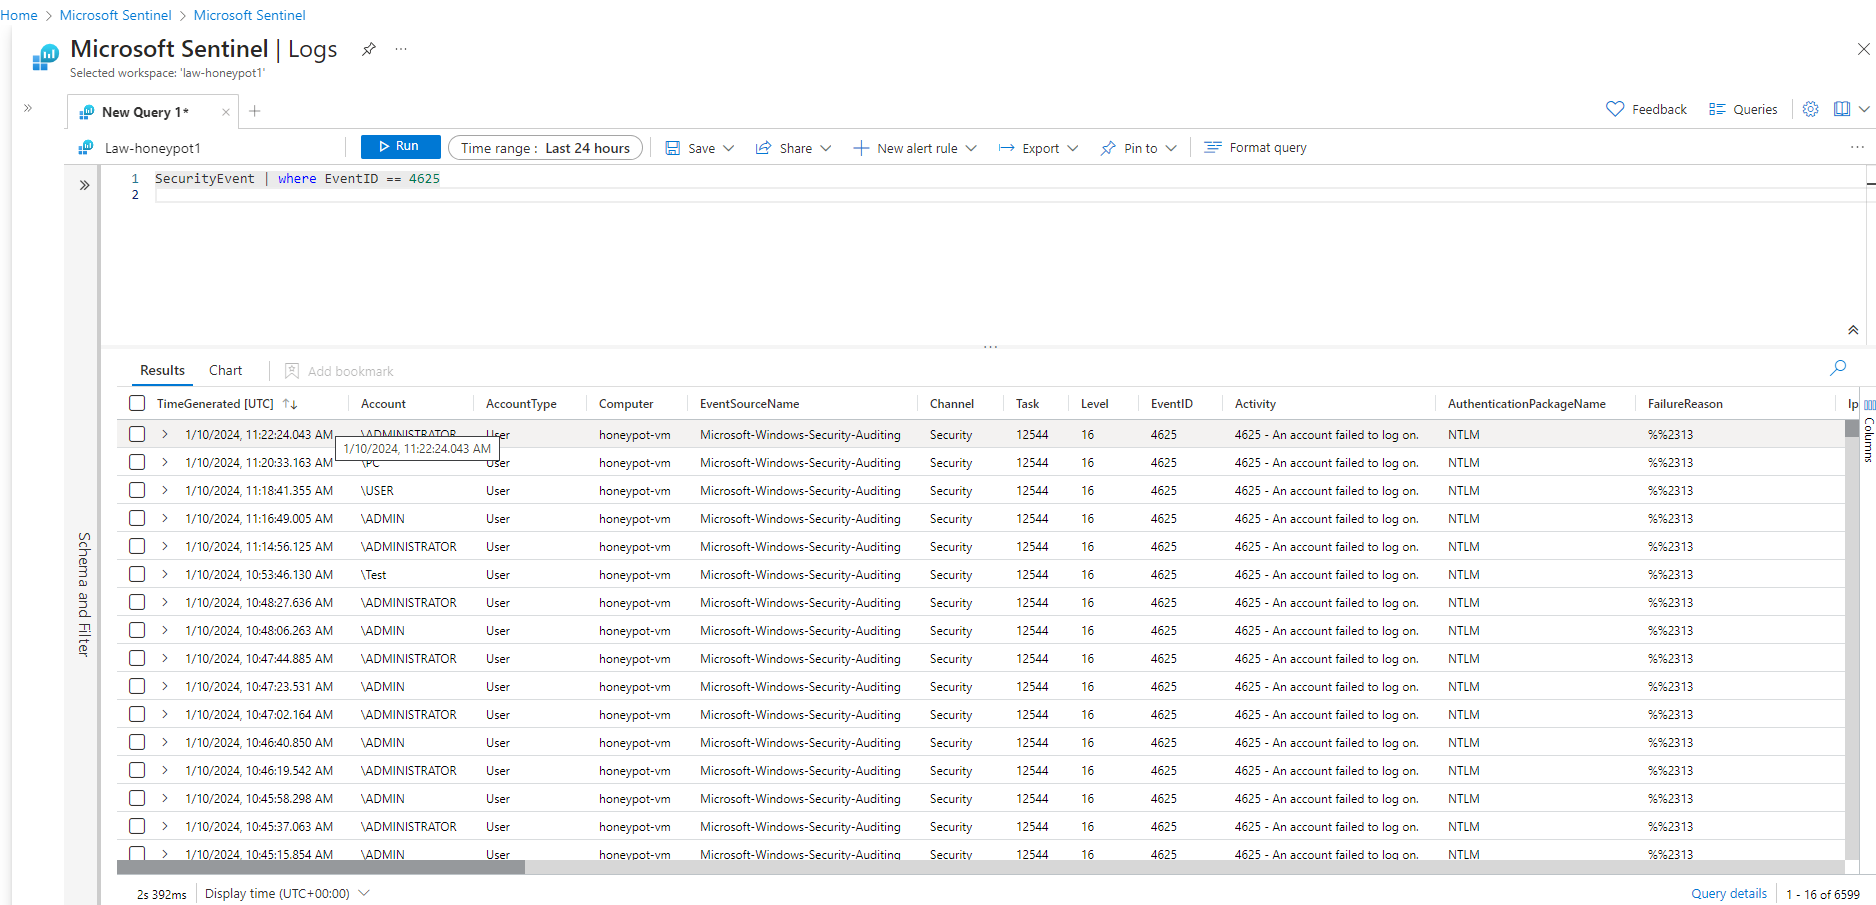 Home > Microsoft Sentinel > Microsoft Sentinel
Microsoft Sentinel | Logs
Selected workspace: 'law-honeypot1'
New Query 1*
Feedback
Queries
Law-honeypot1
Run
Time range : Last 24 hours
Save
Share
New alert rule
Export
Pin to
Format query
1 SecurityEvent | where EventID == 4625
2
Schema and Filter
Results Chart Add bookmark
TimeGenerated [UTC] Account AccountType Computer EventSourceName Channel Task Level EventID Activity AuthenticationPackageName FailureReason Ip
1/10/2024, 11:22:24.043 AM \ADMINISTRATOR User honeypot-vm Microsoft-Windows-Security-Auditing Security 12544 16 4625 4625 - An account failed to log on. NTLM %%2313
1/10/2024, 11:22:24.043 AM
1/10/2024, 11:20:33.163 AM \PC User honeypot-vm Microsoft-Windows-Security-Auditing Security 12544 16 4625 4625 - An account failed to log on. NTLM %%2313
1/10/2024, 11:18:41.355 AM \USER User honeypot-vm Microsoft-Windows-Security-Auditing Security 12544 16 4625 4625 - An account failed to log on. NTLM %%2313
1/10/2024, 11:16:49.005 AM \ADMIN User honeypot-vm Microsoft-Windows-Security-Auditing Security 12544 16 4625 4625 - An account failed to log on. NTLM %%2313
1/10/2024, 11:14:56.125 AM \ADMINISTRATOR User honeypot-vm Microsoft-Windows-Security-Auditing Security 12544 16 4625 4625 - An account failed to log on. NTLM %%2313
1/10/2024, 10:53:46.130 AM \Test User honeypot-vm Microsoft-Windows-Security-Auditing Security 12544 16 4625 4625 - An account failed to log on. NTLM %%2313
1/10/2024, 10:48:27.636 AM \ADMINISTRATOR User honeypot-vm Microsoft-Windows-Security-Auditing Security 12544 16 4625 4625 - An account failed to log on. NTLM %%2313
1/10/2024, 10:48:06.263 AM \ADMIN User honeypot-vm Microsoft-Windows-Security-Auditing Security 12544 16 4625 4625 - An account failed to log on. NTLM %%2313
1/10/2024, 10:47:44.885 AM \ADMINISTRATOR User honeypot-vm Microsoft-Windows-Security-Auditing Security 12544 16 4625 4625 - An account failed to log on. NTLM %%2313
1/10/2024, 10:47:23.531 AM \ADMIN User honeypot-vm Microsoft-Windows-Security-Auditing Security 12544 16 4625 4625 - An account failed to log on. NTLM %%2313
1/10/2024, 10:47:02.164 AM \ADMINISTRATOR User honeypot-vm Microsoft-Windows-Security-Auditing Security 12544 16 4625 4625 - An account failed to log on. NTLM %%2313
1/10/2024, 10:46:40.850 AM \ADMIN User honeypot-vm Microsoft-Windows-Security-Auditing Security 12544 16 4625 4625 - An account failed to log on. NTLM %%2313
1/10/2024, 10:46:19.542 AM \ADMINISTRATOR User honeypot-vm Microsoft-Windows-Security-Auditing Security 12544 16 4625 4625 - An account failed to log on. NTLM %%2313
1/10/2024, 10:45:58.298 AM \ADMIN User honeypot-vm Microsoft-Windows-Security-Auditing Security 12544 16 4625 4625 - An account failed to log on. NTLM %%2313
1/10/2024, 10:45:37.063 AM \ADMINISTRATOR User honeypot-vm Microsoft-Windows-Security-Auditing Security 12544 16 4625 4625 - An account failed to log on. NTLM %%2313
1/10/2024, 10:45:15.854 AM \ADMIN User honeypot-vm Microsoft-Windows-Security-Auditing Security 12544 16 4625 4625 - An account failed to log on. NTLM %%2313
Columns
2s 392ms Display time (UTC+00:00) Query details 1 - 16 of 6599